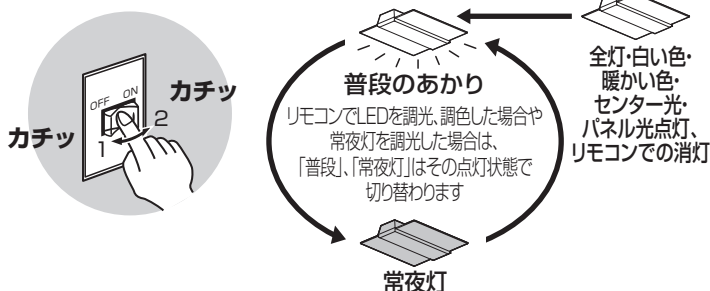 OFF ON
カチッ
2
カチッ
1
普段のあかり
リモコンでLEDを調光、調色した場合や
常夜灯を調光した場合は、
「普段」、「常夜灯」はその点灯状態で
切り替わります
常夜灯
全灯・白い色・
暖かい色・
センター光・
パネル光点灯、
リモコンでの消灯